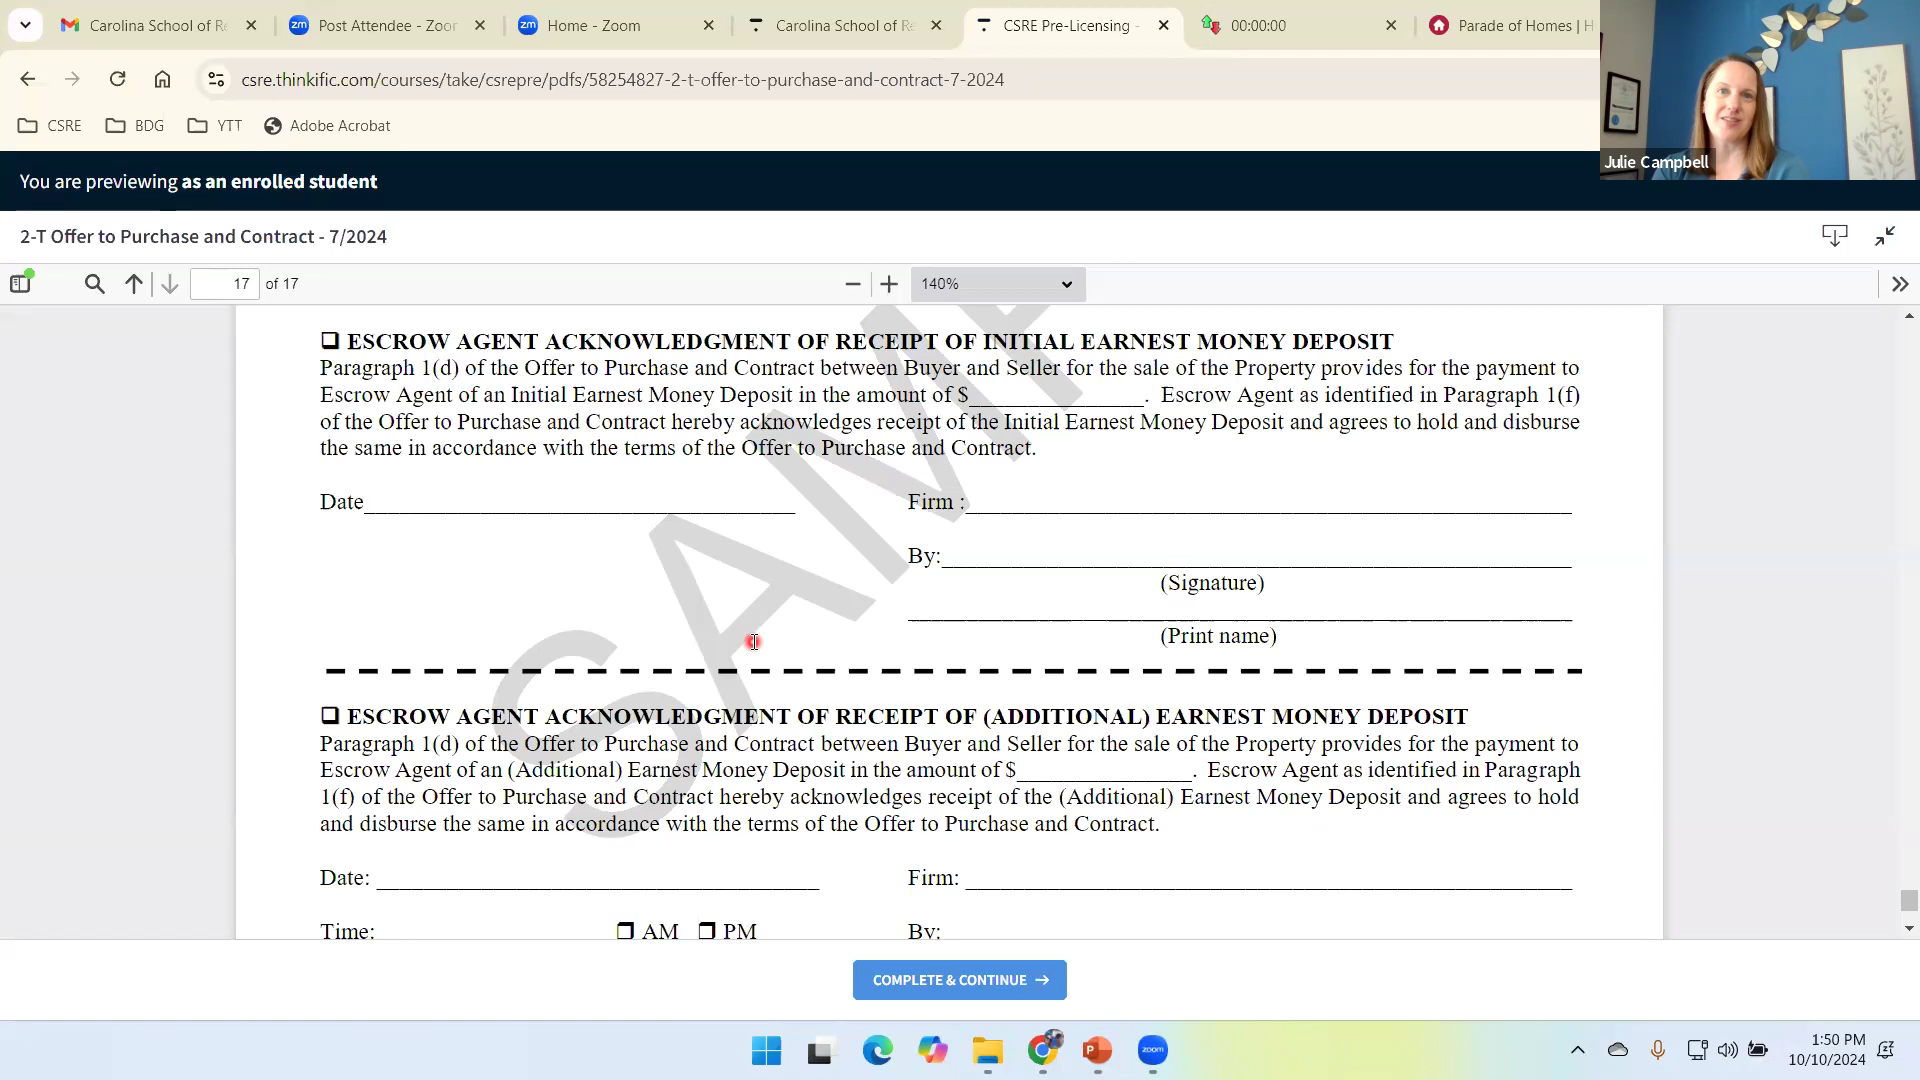 Carolina School of Re
Post Attendee - Zoor
Home - Zoom
Carolina School of Re
CSRE Pre-Licensing -
00:00:00
Parade of Homes | H
csre.thinkific.com/courses/take/csrepre/pdfs/58254827-2-t-offer-to-purchase-and-contract-7-2024
CSRE
BDG
YTT
Adobe Acrobat
Julie Campbell
You are previewing as an enrolled student
2-T Offer to Purchase and Contract - 7/2024
17 of 17
140%
SAMP
❑ ESCROW AGENT ACKNOWLEDGMENT OF RECEIPT OF INITIAL EARNEST MONEY DEPOSIT
Paragraph 1(d) of the Offer to Purchase and Contract between Buyer and Seller for the sale of the Property provides for the payment to
Escrow Agent of an Initial Earnest Money Deposit in the amount of $_______________. Escrow Agent as identified in Paragraph 1(f)
of the Offer to Purchase and Contract hereby acknowledges receipt of the Initial Earnest Money Deposit and agrees to hold and disburse
the same in accordance with the terms of the Offer to Purchase and Contract.
Date_____________________________________ Firm :____________________________________________________
By:______________________________________________________
(Signature)
_________________________________________________________
(Print name)
❑ ESCROW AGENT ACKNOWLEDGMENT OF RECEIPT OF (ADDITIONAL) EARNEST MONEY DEPOSIT
Paragraph 1(d) of the Offer to Purchase and Contract between Buyer and Seller for the sale of the Property provides for the payment to
Escrow Agent of an (Additional) Earnest Money Deposit in the amount of $_______________. Escrow Agent as identified in Paragraph
1(f) of the Offer to Purchase and Contract hereby acknowledges receipt of the (Additional) Earnest Money Deposit and agrees to hold
and disburse the same in accordance with the terms of the Offer to Purchase and Contract.
Date: ______________________________________ Firm: ____________________________________________________
Time: ❒ AM ❒ PM By:
COMPLETE & CONTINUE →
zoom
1:50 PM
10/10/2024